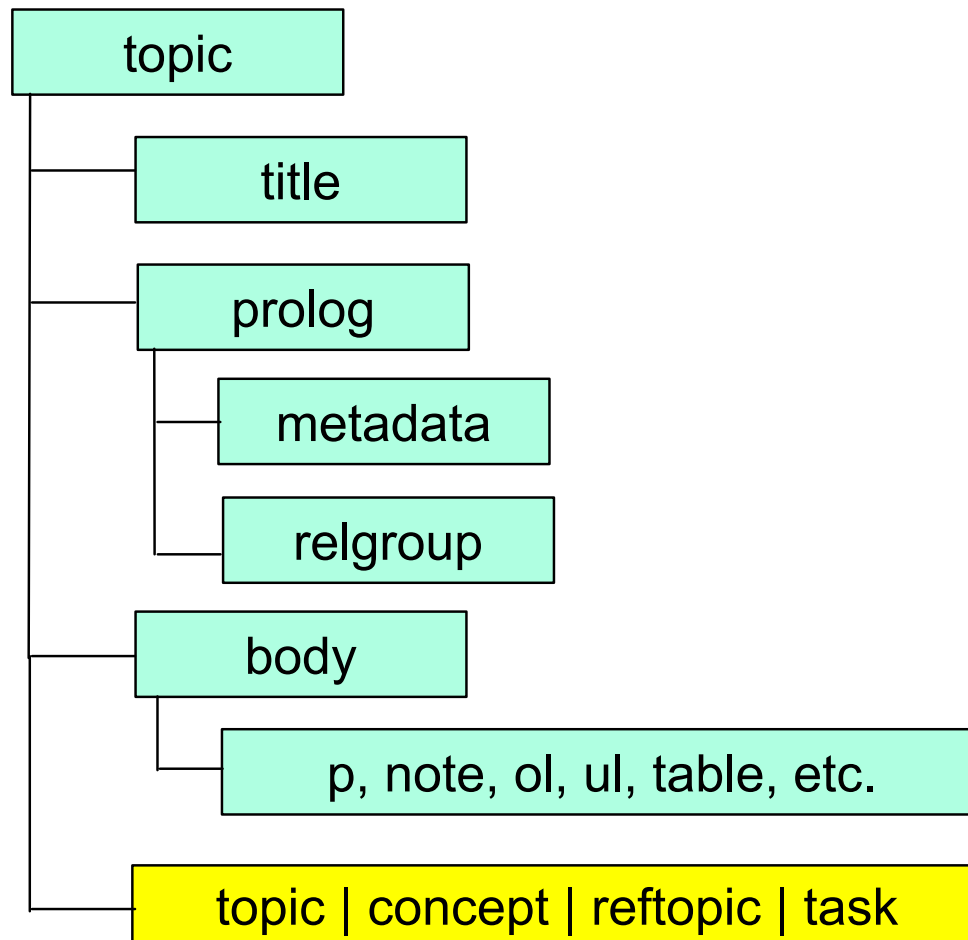 topic
title
prolog
metadata
relgroup
body
p, note, ol, ul, table, etc.
topic | concept | reftopic | task